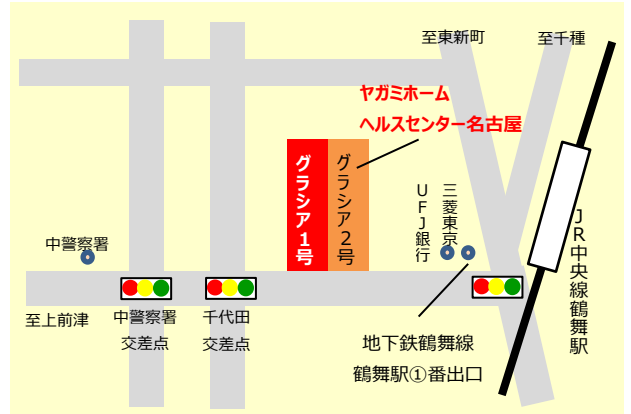 至東新町
至千種
ヤガミホーム
ヘルスセンター名古屋
グラシア1号
グラシア2号
三菱東京
UFJ銀行
JR中央線鶴舞駅
中警察署
至上前津
中警察署
交差点
千代田
交差点
地下鉄鶴舞線
鶴舞駅①番出口